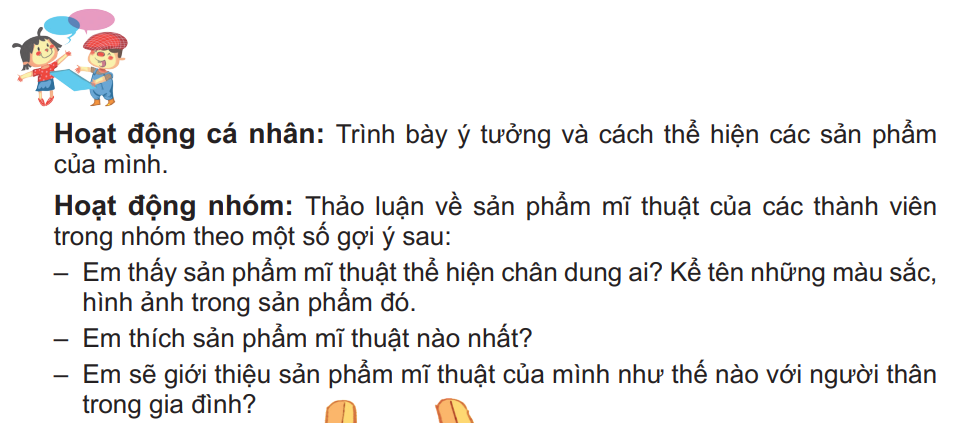 Hoạt động cá nhân: Trình bày ý tưởng và cách thể hiện các sản phẩm
của mình.
Hoạt động nhóm: Thảo luận về sản phẩm mĩ thuật của các thành viên
trong nhóm theo một số gợi ý sau:
– Em thấy sản phẩm mĩ thuật thể hiện chân dung ai? Kể tên những màu sắc,
hình ảnh trong sản phẩm đó.
– Em thích sản phẩm mĩ thuật nào nhất?
– Em sẽ giới thiệu sản phẩm mĩ thuật của mình như thế nào với người thân
trong gia đình?